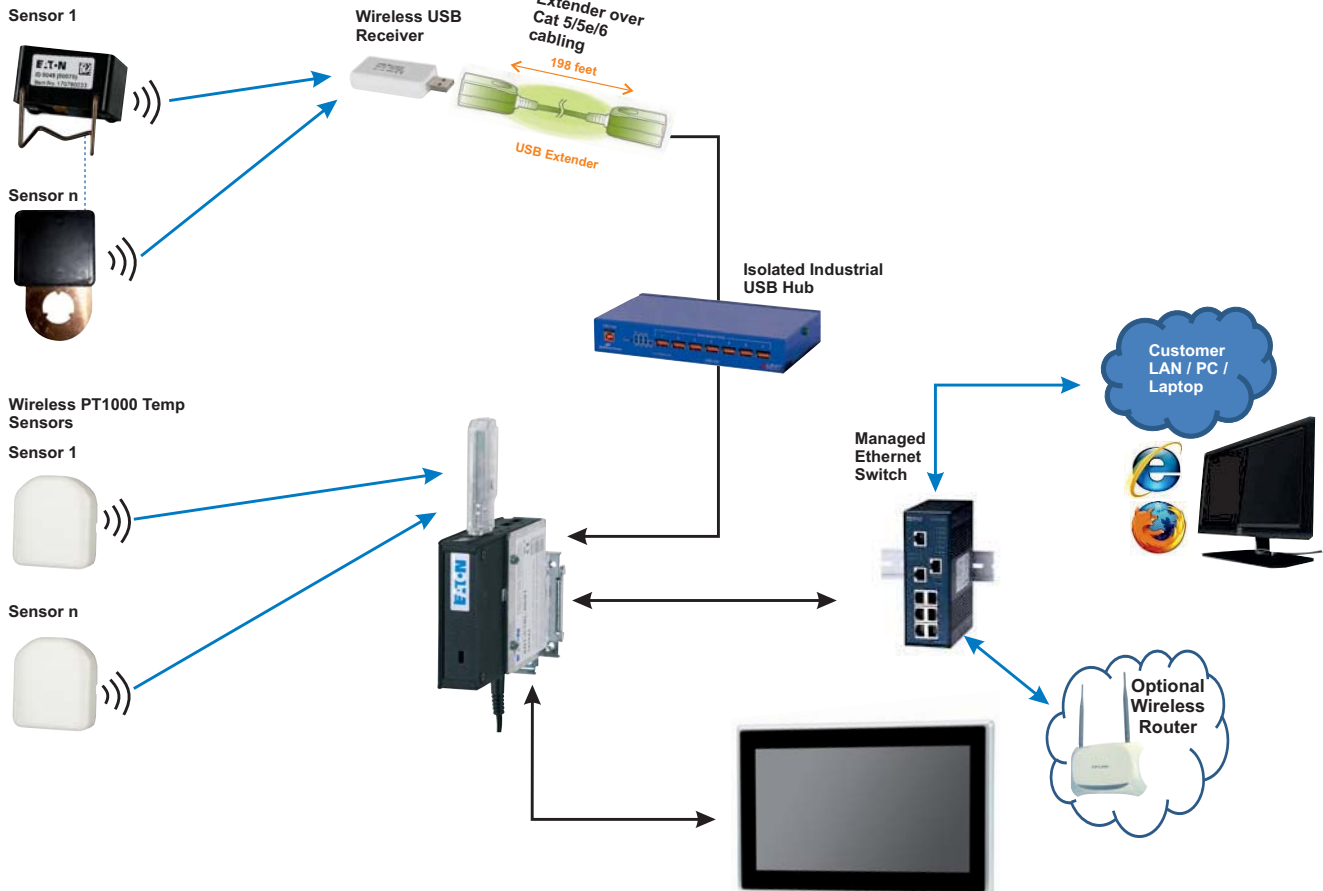 Sensor 1
E.T.N
Sensor n
Wireless USB
Receiver
Extender over
Cat 5/5e/6
cabling
198 feet
USB Extender
Isolated Industrial
USB Hub
Wireless PT1000 Temp
Sensors
Sensor 1
Sensor n
E.T.N
Managed
Ethernet
Switch
Customer
LAN / PC /
Laptop
Optional
Wireless
Router